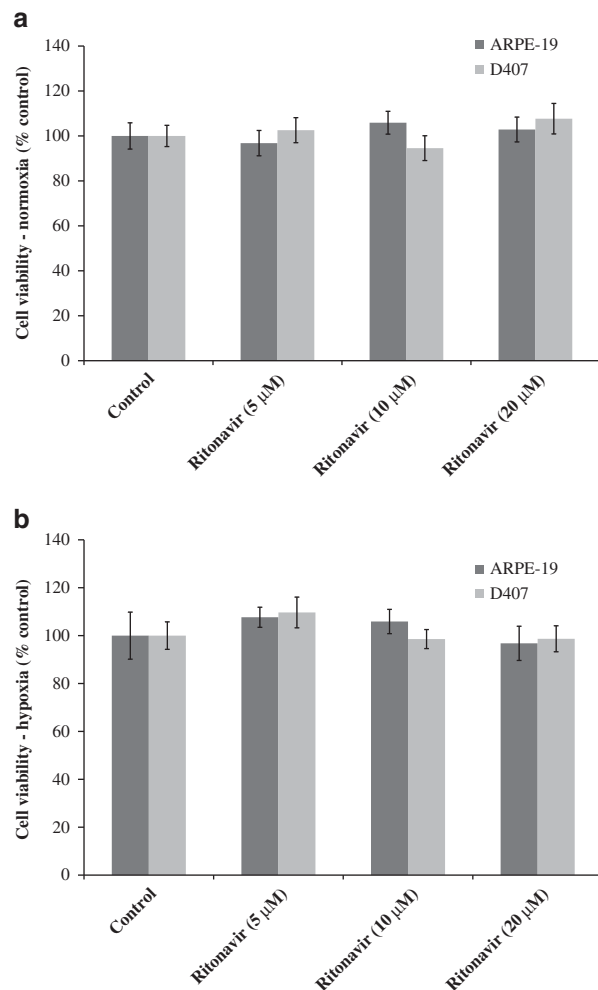 a
140
120
100
80
60
40
20
0
Cell viability - normoxia (% control)
ARPE-19
D407
Control
Ritonavir (5 μM)
Ritonavir (10 μM)
Ritonavir (20 μM)
b
140
120
100
80
60
40
20
0
Cell viability - hypoxia (% control)
ARPE-19
D407
Control
Ritonavir (5 μM)
Ritonavir (10 μM)
Ritonavir (20 μM)